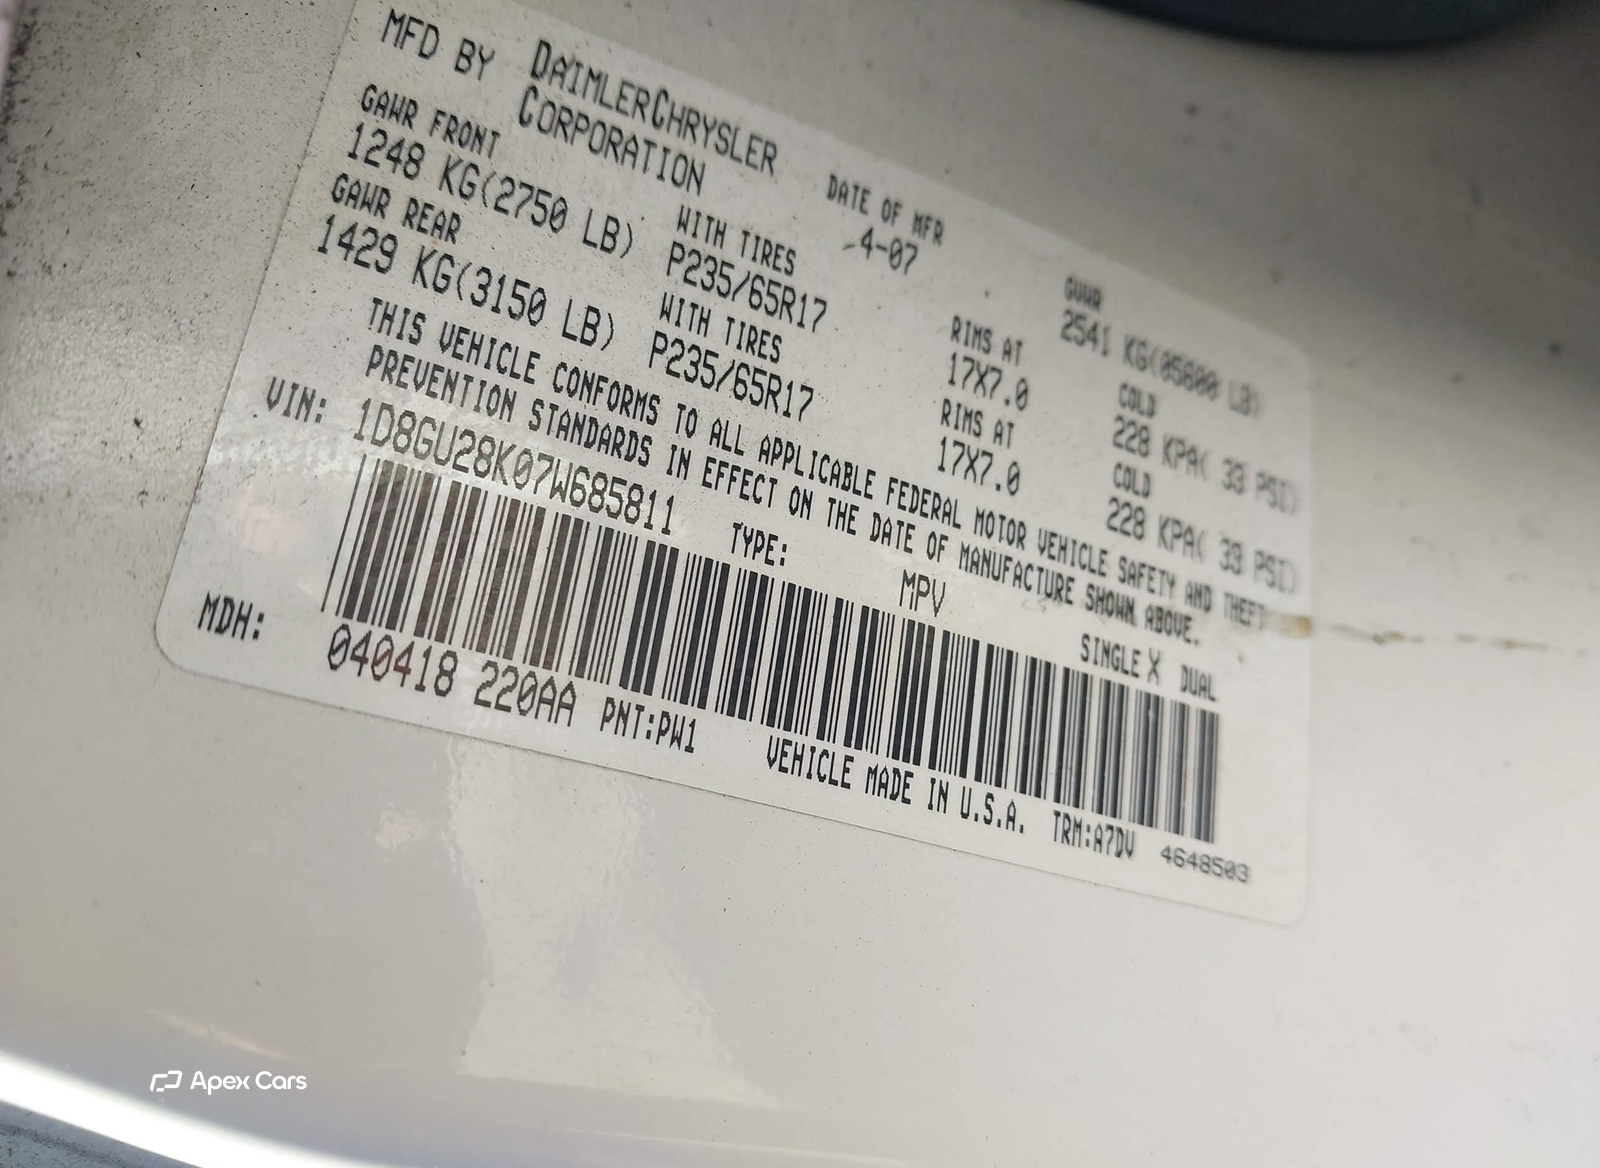 MFD BY DAIMLERCHRYSLER
CORPORATION
DATE OF MFR
-4-07
GVWR
2541 KG(05600 LB)
GAWR FRONT
1248 KG(2750 LB)
WITH TIRES
P235/65R17
RIMS AT
17X7.0
COLD
228 KPA( 33 PSI)
GAWR REAR
1429 KG(3150 LB)
WITH TIRES
P235/65R17
RIMS AT
17X7.0
COLD
228 KPA( 33 PSI)
THIS VEHICLE CONFORMS TO ALL APPLICABLE FEDERAL MOTOR VEHICLE SAFETY AND THEFT
PREVENTION STANDARDS IN EFFECT ON THE DATE OF MANUFACTURE SHOWN ABOVE.
VIN: 1D8GU28K07W685811 TYPE: MPV SINGLE X DUAL
MDH: 040418 220AA PNT:PW1 VEHICLE MADE IN U.S.A. TRM:A7DV 4648503
Apex Cars